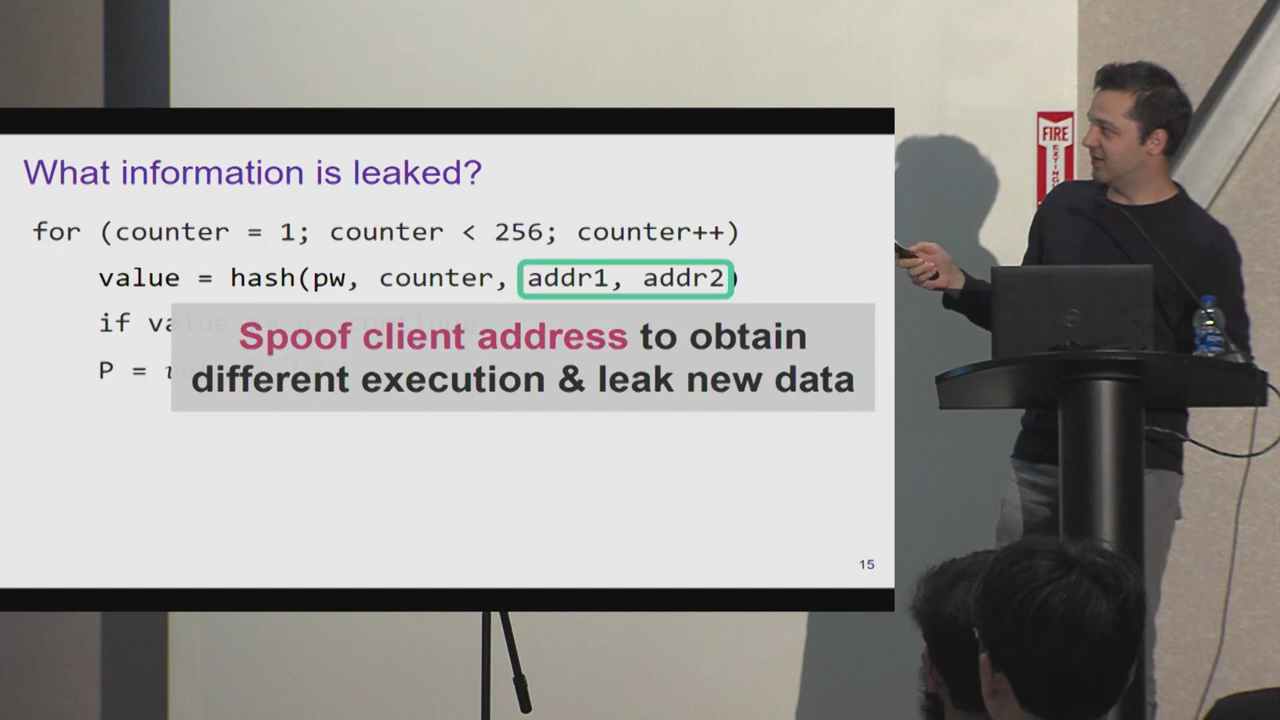 What information is leaked?
for (counter = 1; counter < 256; counter++)
value = hash(pw, counter, addr1, addr2)
if value
P =
Spoof client address to obtain
different execution & leak new data
15
FIRE